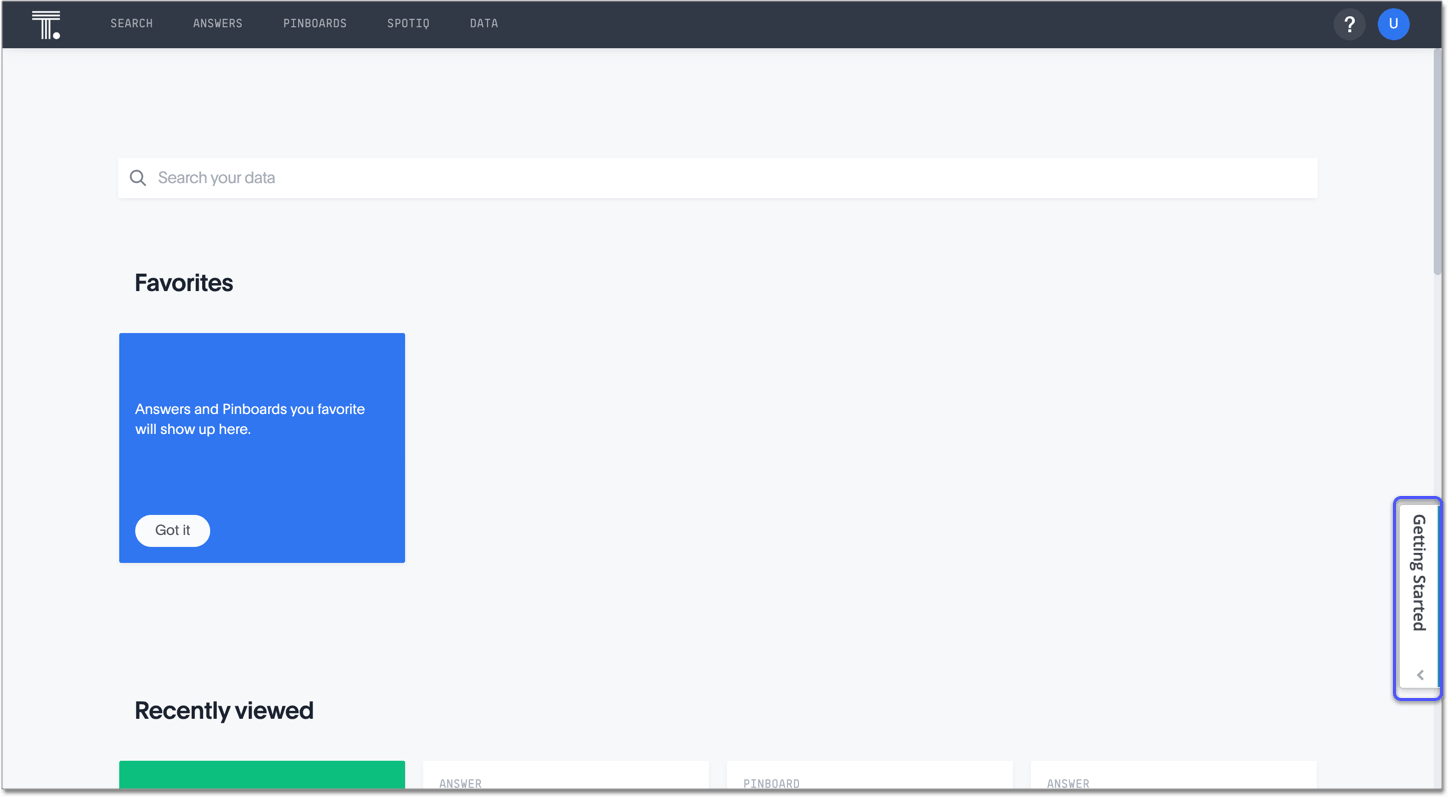 T.
SEARCH
ANSWERS
PINBOARDS
SPOTIQ
DATA
?
U
Search your data
Favorites
Answers and Pinboards you favorite
will show up here.
Got it
Getting Started
Recently viewed
ANSWER
PINBOARD
ANSWER